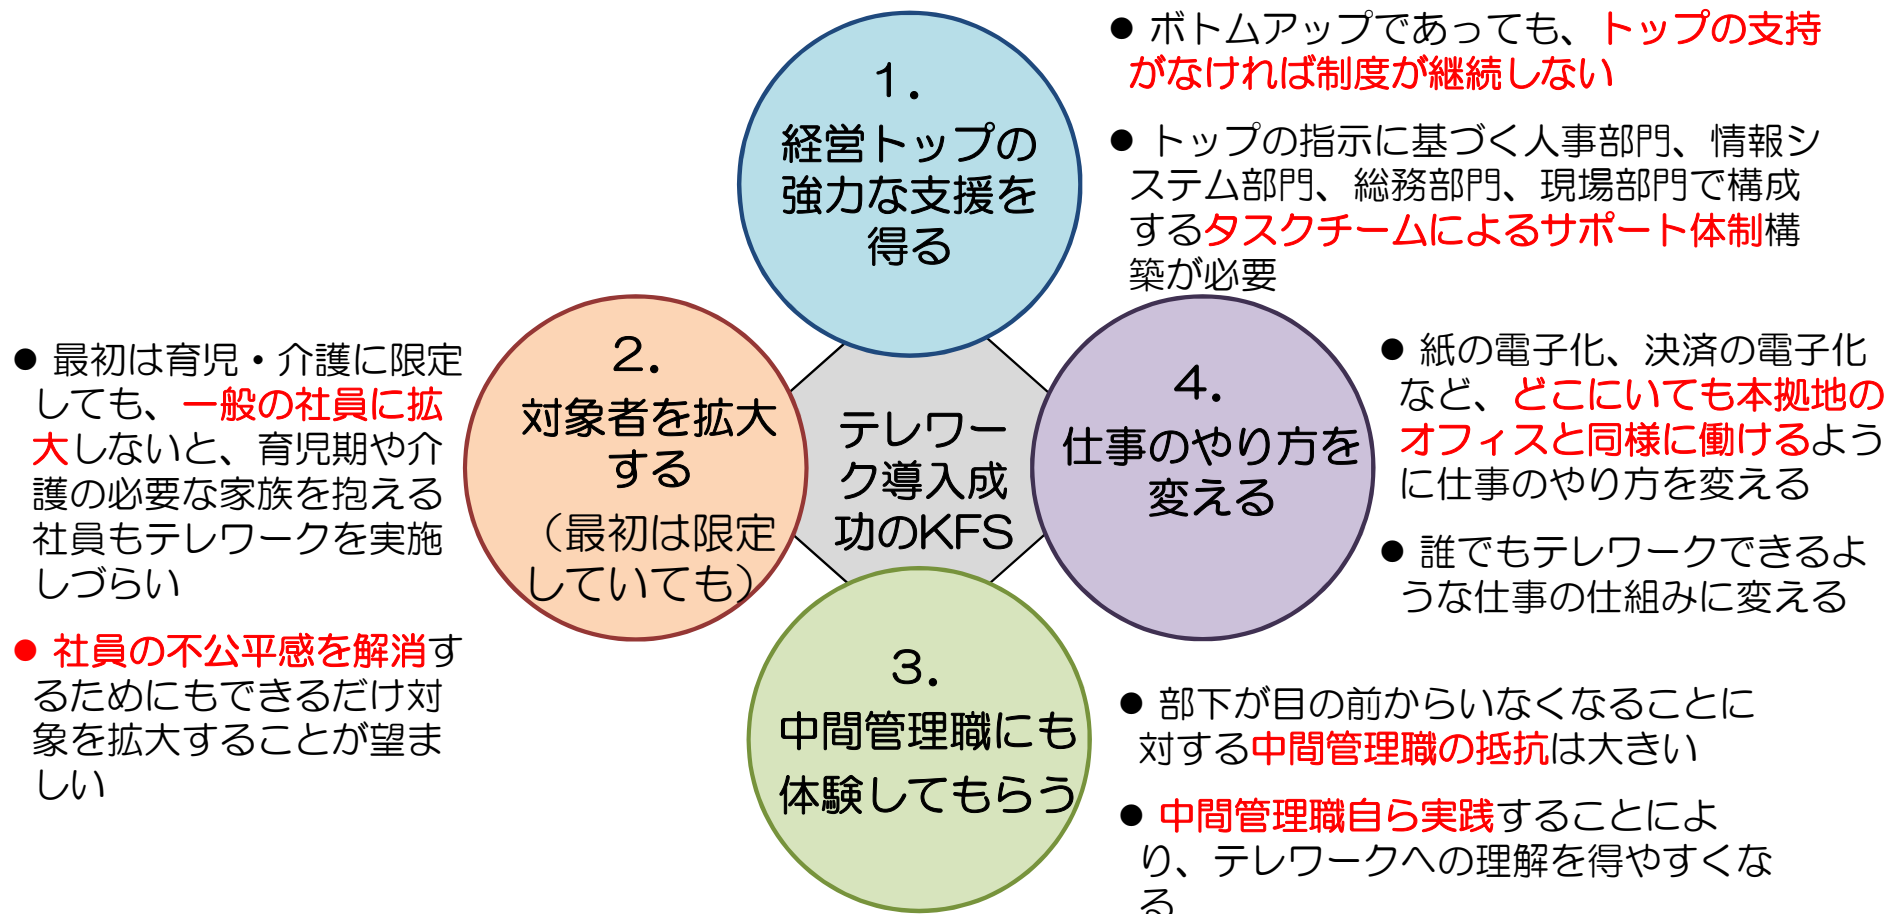 1．
経営トップの
強力な支援を
得る
● ボトムアップであっても、トップの支持
がなければ制度が継続しない
● トップの指示に基づく人事部門、情報シ
ステム部門、総務部門、現場部門で構成
するタスクチームによるサポート体制構
築が必要
2．
対象者を拡大
する
（最初は限定
していても）
● 最初は育児・介護に限定
しても、一般の社員に拡
大しないと、育児期や介
護の必要な家族を抱える
社員もテレワークを実施
しづらい
● 社員の不公平感を解消す
るためにもできるだけ対
象を拡大することが望ま
しい
テレワー
ク導入成
功のKFS
4．
仕事のやり方を
変える
● 紙の電子化、決済の電子化
など、どこにいても本拠地の
オフィスと同様に働けるよう
に仕事のやり方を変える
● 誰でもテレワークできるよ
うな仕事の仕組みに変える
3．
中間管理職にも
体験してもらう
● 部下が目の前からいなくなることに
対する中間管理職の抵抗は大きい
● 中間管理職自ら実践することによ
り、テレワークへの理解を得やすくな
る